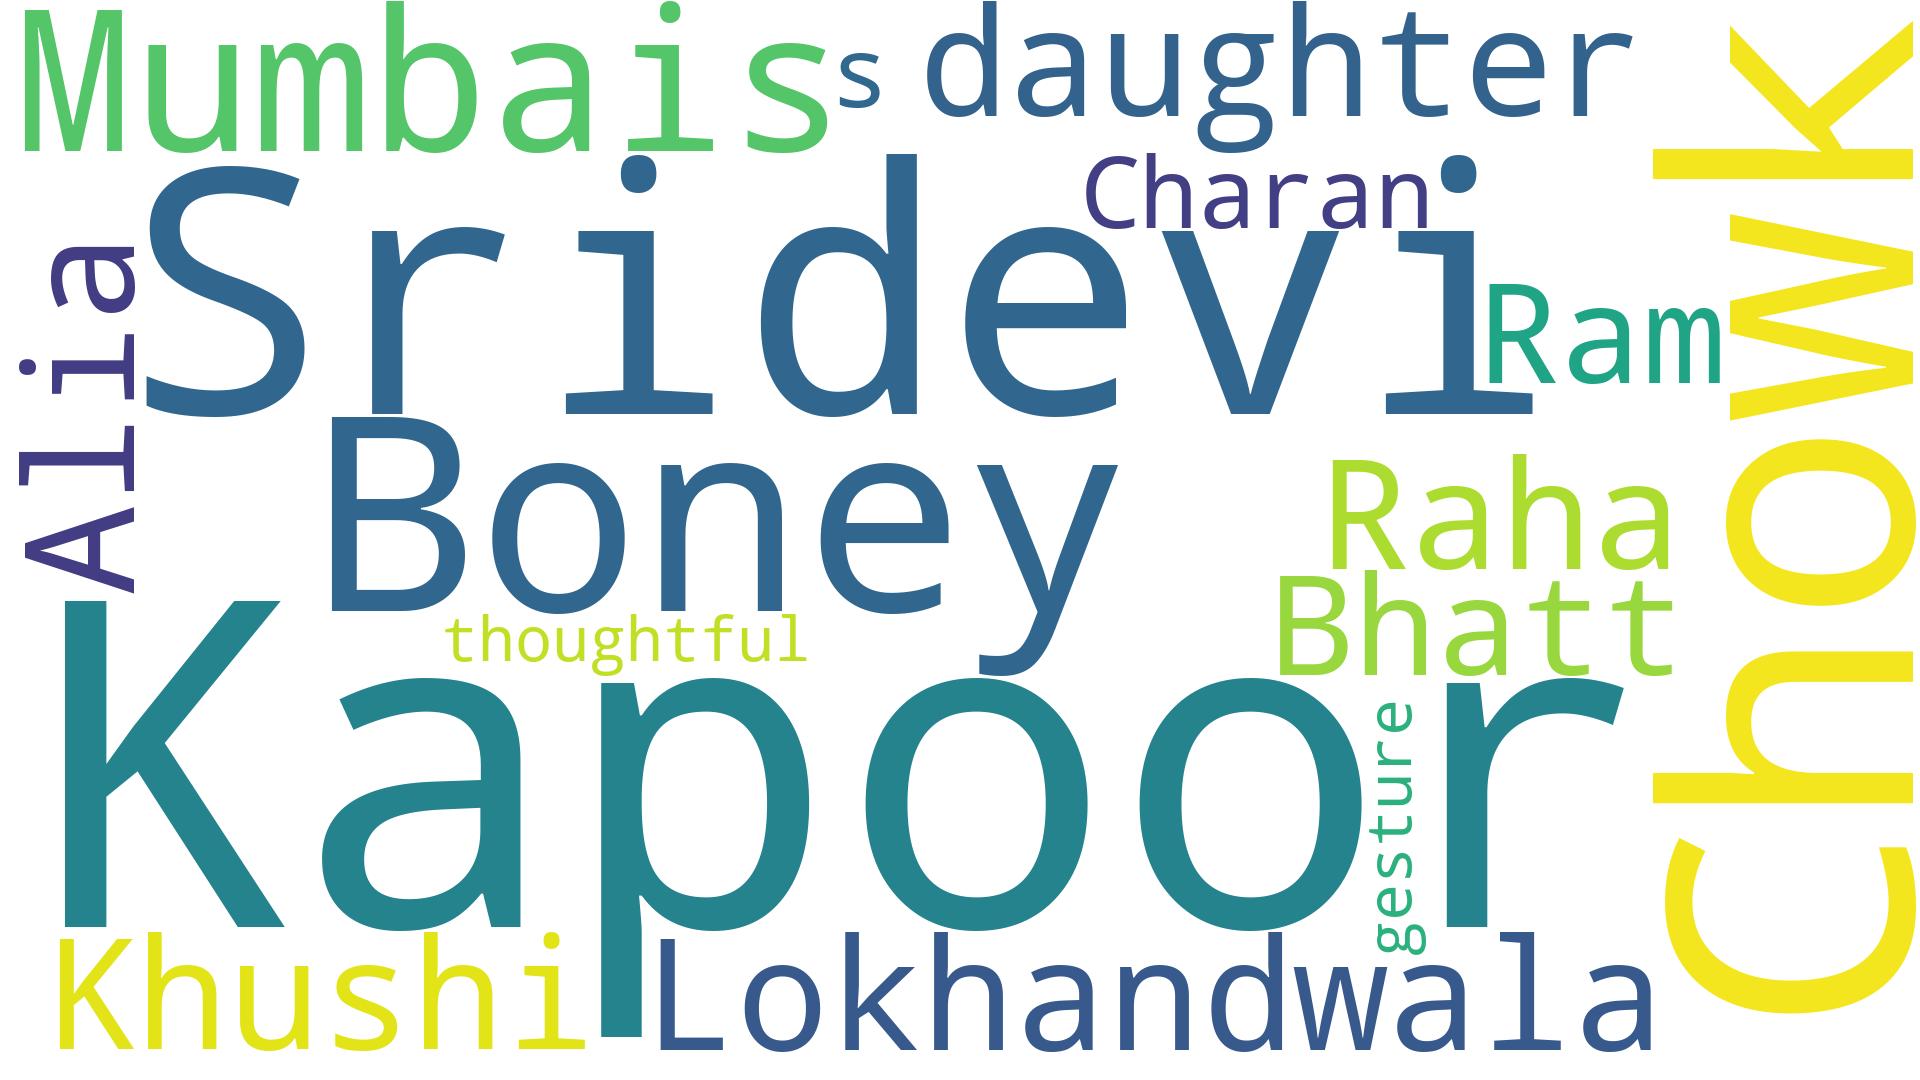 Mumbais
s
daughter
Charan
Sridevi
Alia
Ram
Chowk
Boney
Raha
Bhatt
thoughtful
Kapoor
gesture
Khushi
Lokhandwala